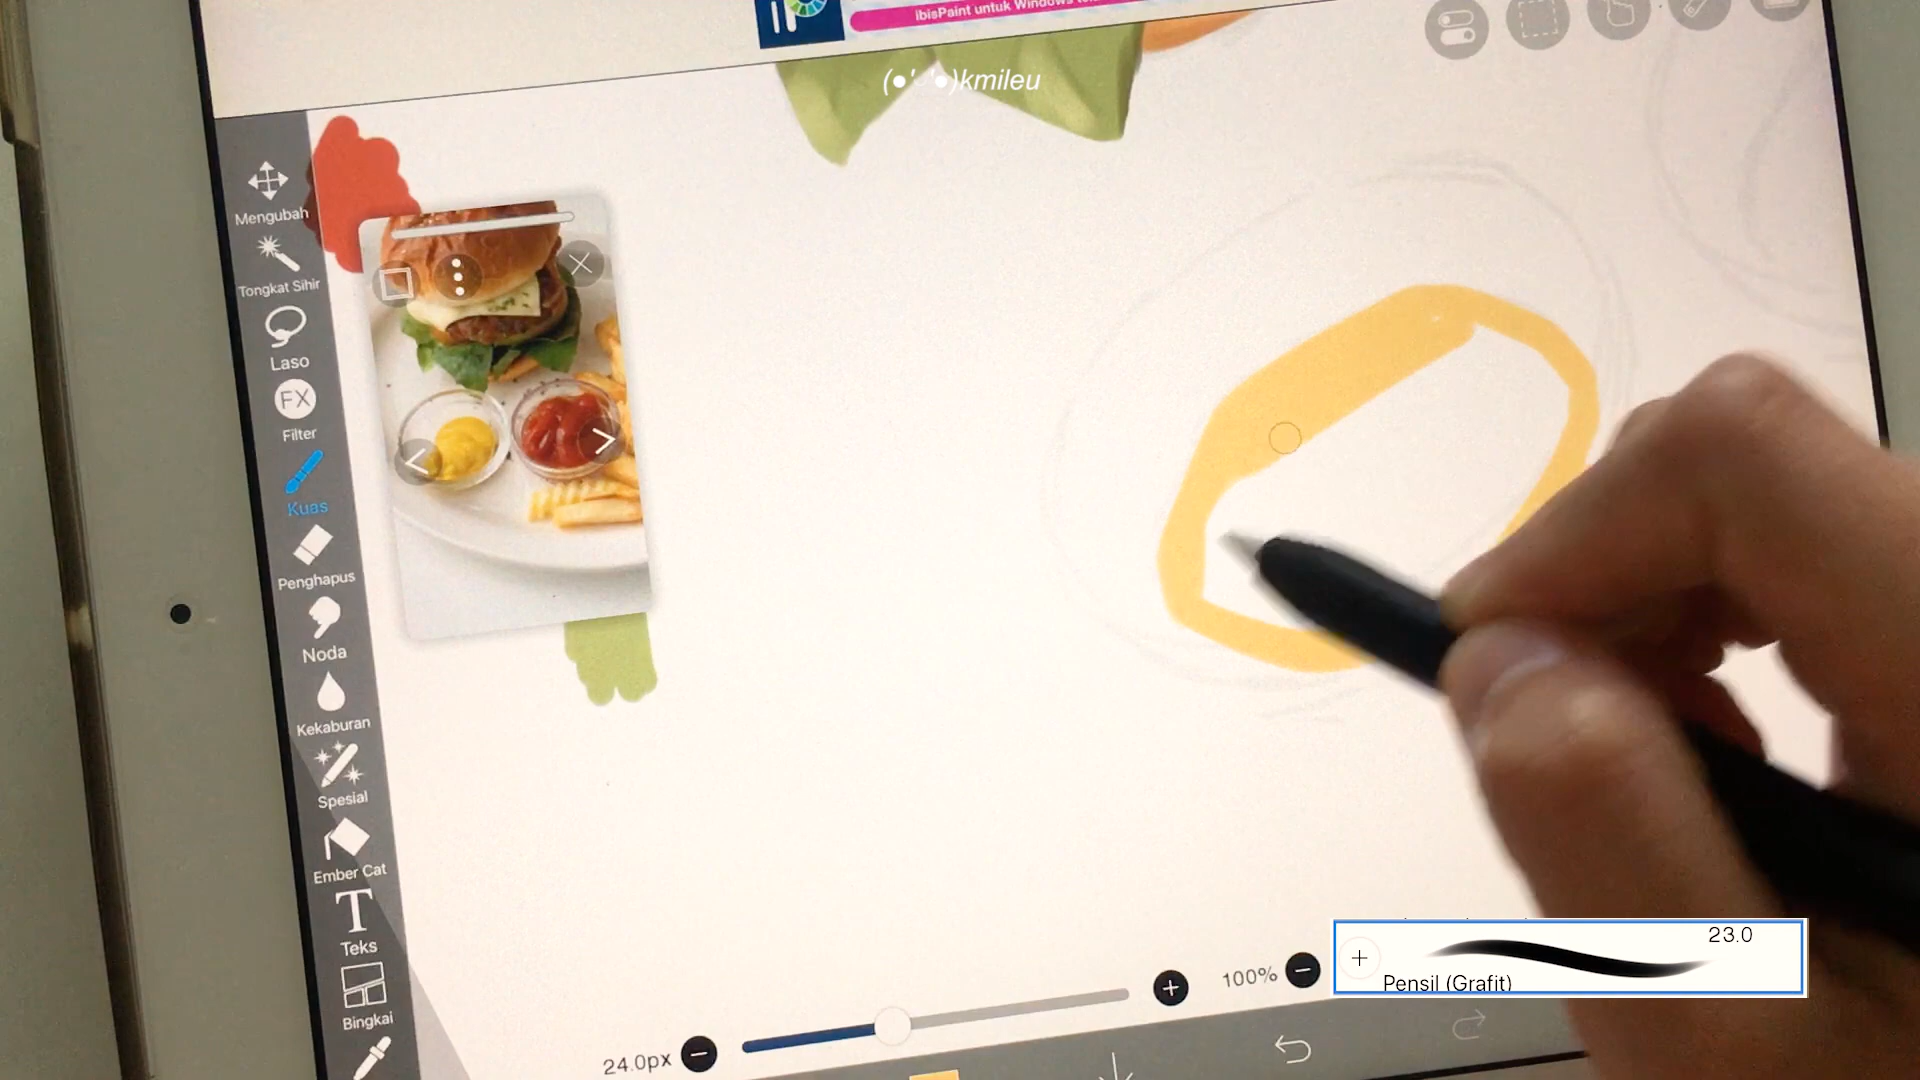 ibisPaint untuk Windows
(●'◡'●)kmileu
Mengubah
Tongkat Sihir
Laso
FX
Filter
Kuas
Penghapus
Noda
Kekaburan
Spesial
Ember Cat
T
Teks
Bingkai
23.0
Pensil (Grafit)
100%
24.0px